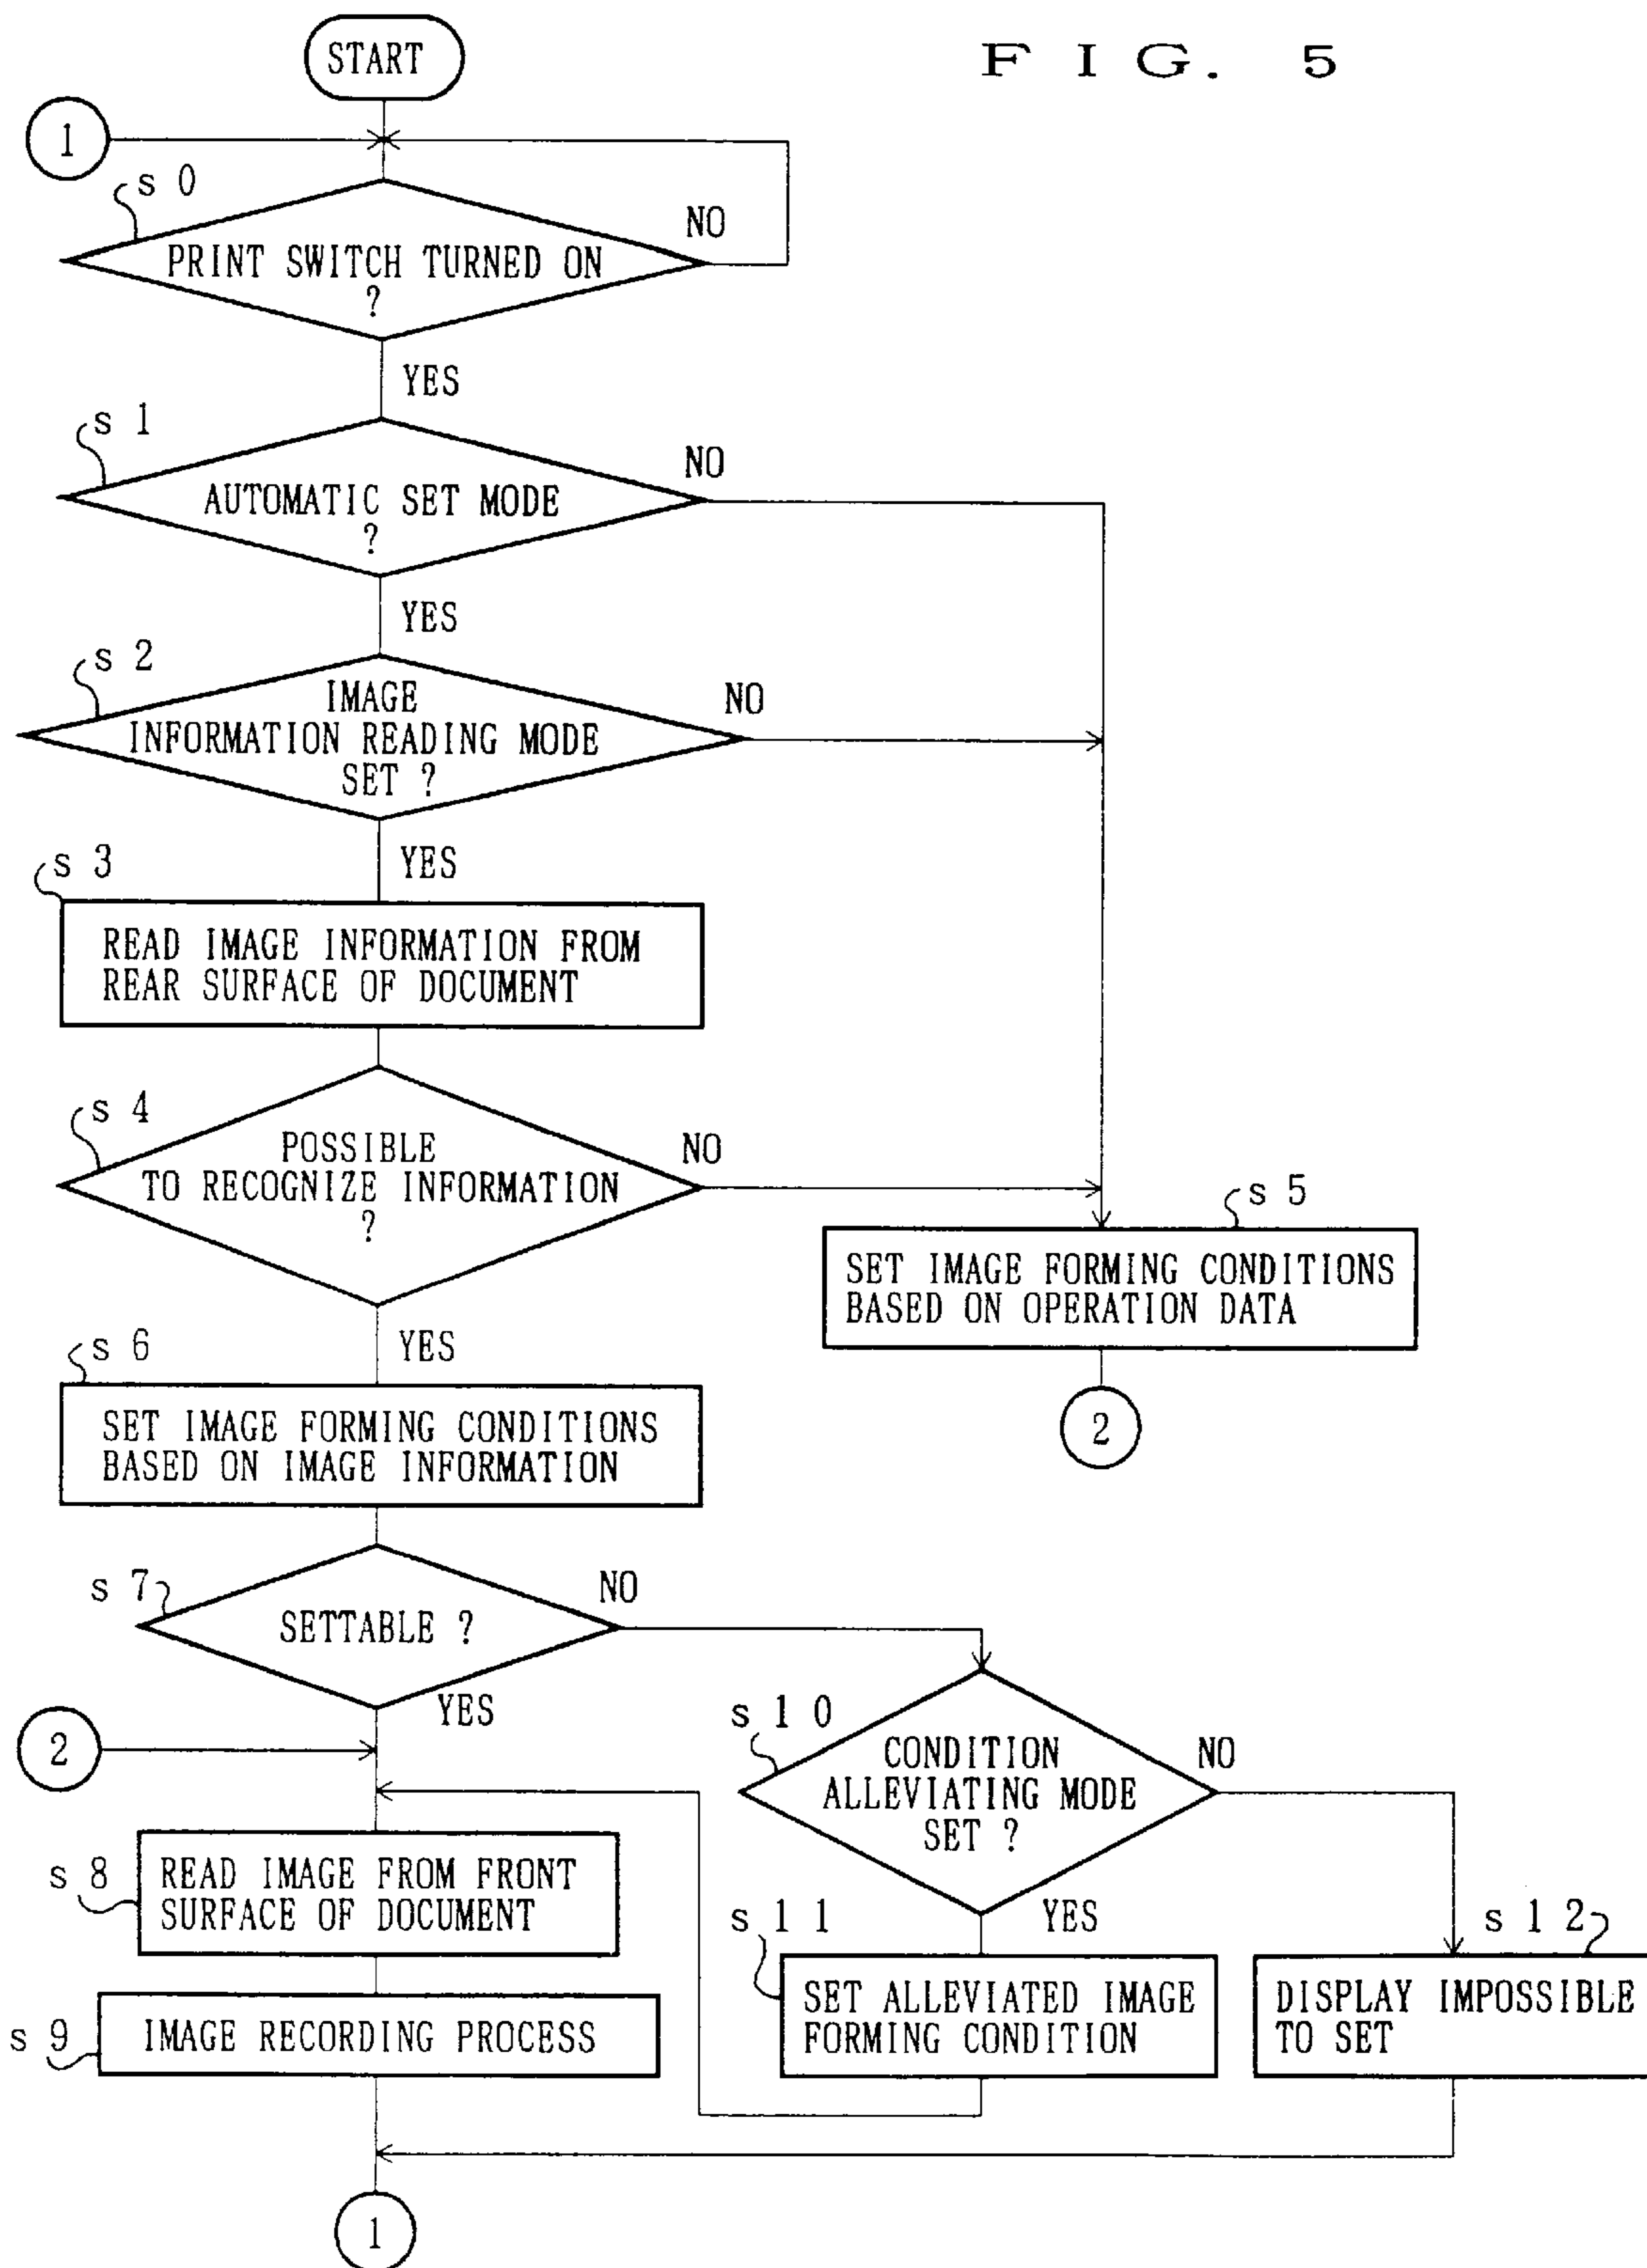 START
F I G. 5
1
s 0
NO
PRINT SWITCH TURNED ON
?
YES
s 1
NO
AUTOMATIC SET MODE
?
YES
s 2
IMAGE
NO
INFORMATION READING MODE
SET ?
YES
s 3
READ IMAGE INFORMATION FROM
REAR SURFACE OF DOCUMENT
s 4
POSSIBLE
NO
TO RECOGNIZE INFORMATION
?
s 5
SET IMAGE FORMING CONDITIONS
BASED ON OPERATION DATA
2
YES
s 6
SET IMAGE FORMING CONDITIONS
BASED ON IMAGE INFORMATION
s 7
NO
SETTABLE ?
YES
2
s 1 0
CONDITION
NO
ALLEVIATING MODE
SET ?
s 8
READ IMAGE FROM FRONT
SURFACE OF DOCUMENT
YES
s 1 1
SET ALLEVIATED IMAGE
FORMING CONDITION
s 1 2
DISPLAY IMPOSSIBLE
TO SET
s 9
IMAGE RECORDING PROCESS
1